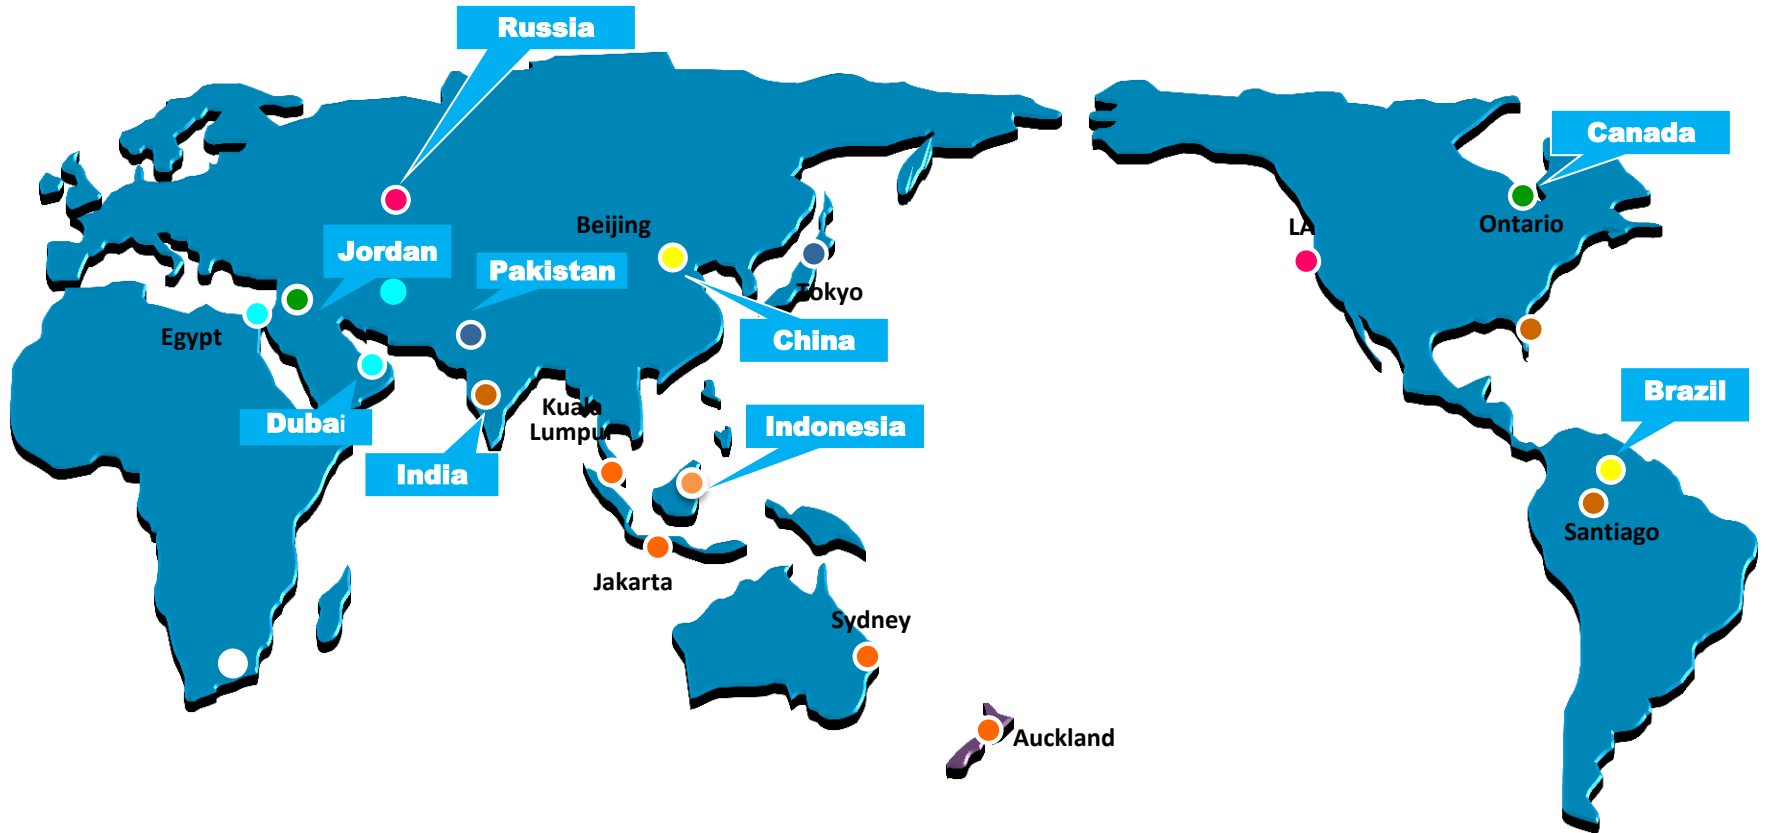 Russia
Canada
Beijing
Ontario
LA
Jordan
Pakistan
Tokyo
Egypt
China
Brazil
Kuala
Lumpur
Dubai
Indonesia
India
Santiago
Jakarta
Sydney
Auckland